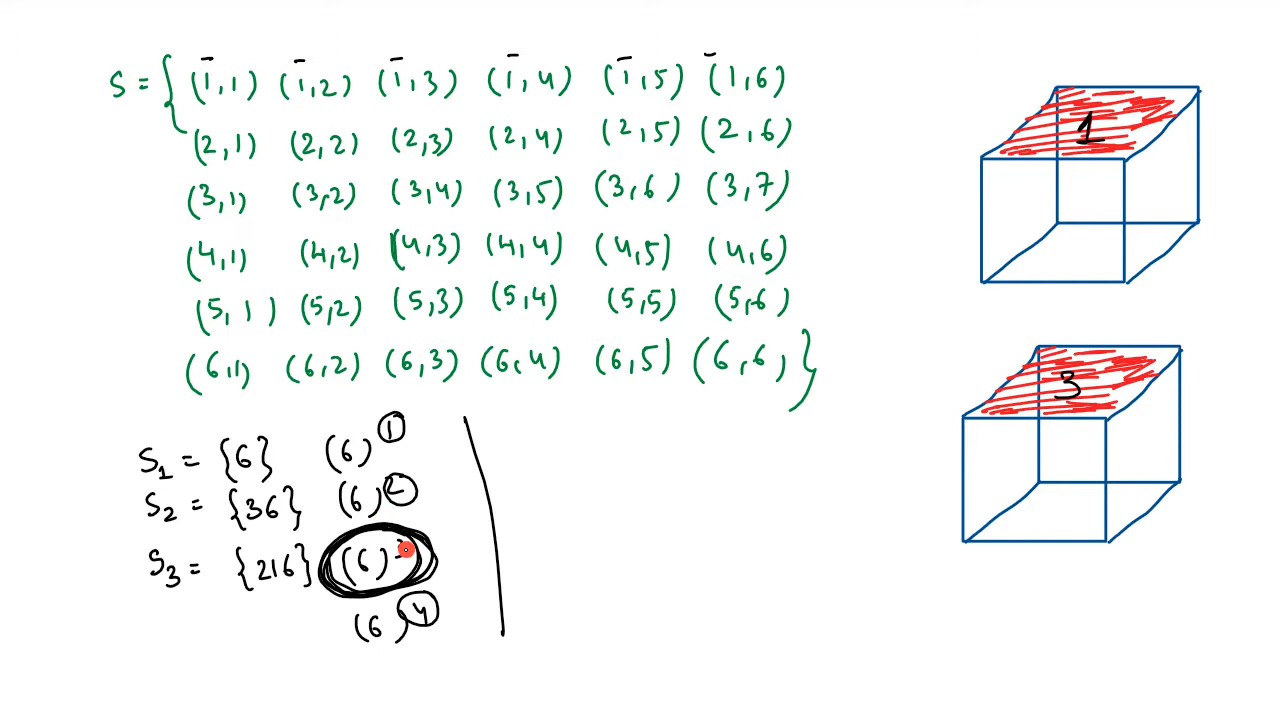 S = { (1,1) (1,2) (1,3) (1,4) (1,5) (1,6)
(2,1) (2,2) (2,3) (2,4) (2,5) (2,6)
(3,1) (3,2) (3,4) (3,5) (3,6) (3,7)
(4,1) (4,2) (4,3) (4,4) (4,5) (4,6)
(5,1) (5,2) (5,3) (5,4) (5,5) (5,6)
(6,1) (6,2) (6,3) (6,4) (6,5) (6,6, }
S₁ = {6} (6)¹
S₂ = {36} (6)²
S₃ = {216} (6)³
(6)⁴
1
3